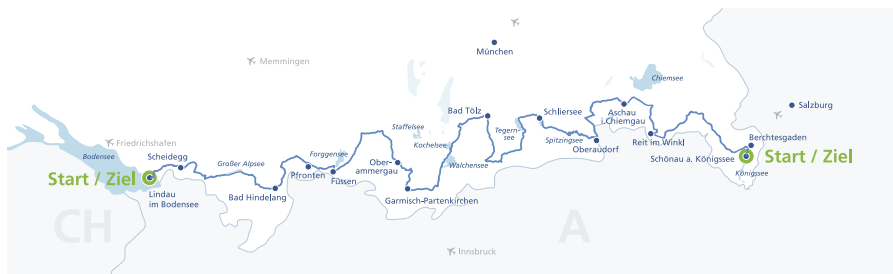 München
Memmingen
Chiemsee
Salzburg
Bad Tölz
Schliersee
Aschau
i.Chiemgau
Staffelsee
Tegern-
see
Friedrichshafen
Kochelsee
Spitzingsee
Reit im Winkl
Berchtesgaden
Bodensee
Scheidegg
Forggensee
Oberaudorf
Großer Alpsee
Ober-
ammergau
Walchensee
Schönau a. Königssee
Start / Ziel
Start / Ziel
Pfronten
Füssen
Königssee
Lindau
im Bodensee
Bad Hindelang
Garmisch-Partenkirchen
CH
A
Innsbruck